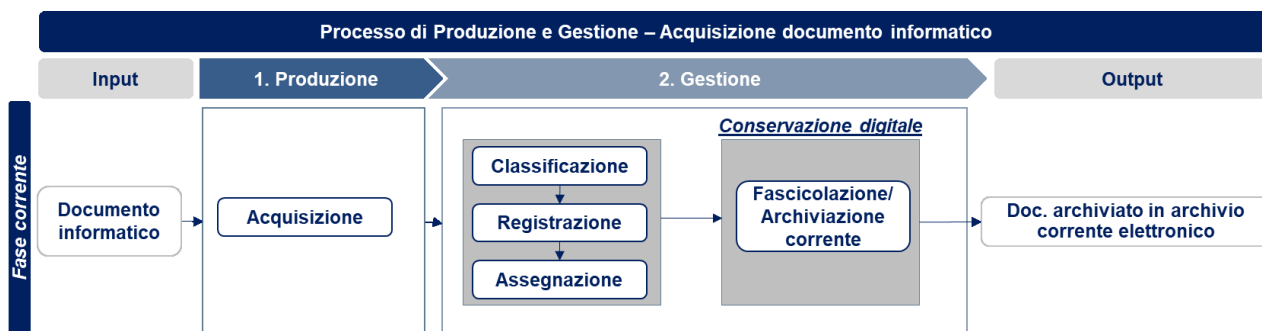 Processo di Produzione e Gestione – Acquisizione documento informatico
Input
1. Produzione
2. Gestione
Output
Fase corrente
Documento
informatico
Acquisizione
Classificazione
Registrazione
Assegnazione
Conservazione digitale
Fascicolazione/
Archiviazione
corrente
Doc. archiviato in archivio
corrente elettronico